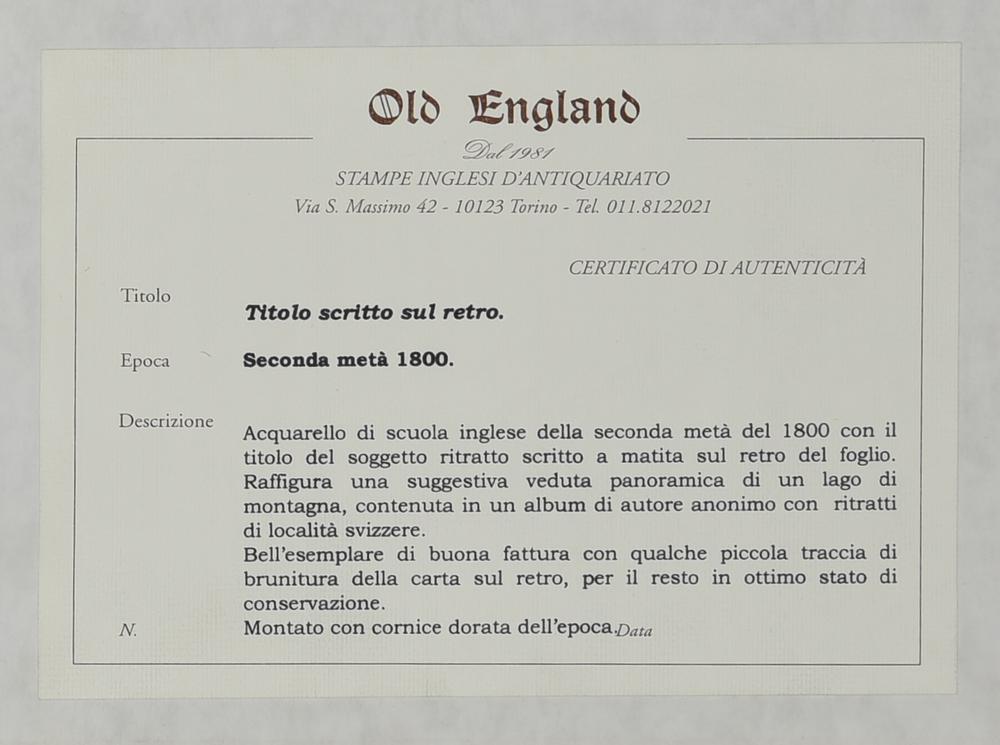 Old England
Dal 1981
STAMPE INGLESI D'ANTIQUARIATO
Via S. Massimo 42 - 10123 Torino - Tel. 011.8122021
CERTIFICATO DI AUTENTICITÀ
Titolo
Titolo scritto sul retro.
Epoca
Seconda metà 1800.
Descrizione
Acquarello di scuola inglese della seconda metà del 1800 con il
titolo del soggetto ritratto scritto a matita sul retro del foglio.
Raffigura una suggestiva veduta panoramica di un lago di
montagna, contenuta in un album di autore anonimo con ritratti
di località svizzere.
Bell'esemplare di buona fattura con qualche piccola traccia di
brunitura della carta sul retro, per il resto in ottimo stato di
conservazione.
N.
Montato con cornice dorata dell'epoca.
Data